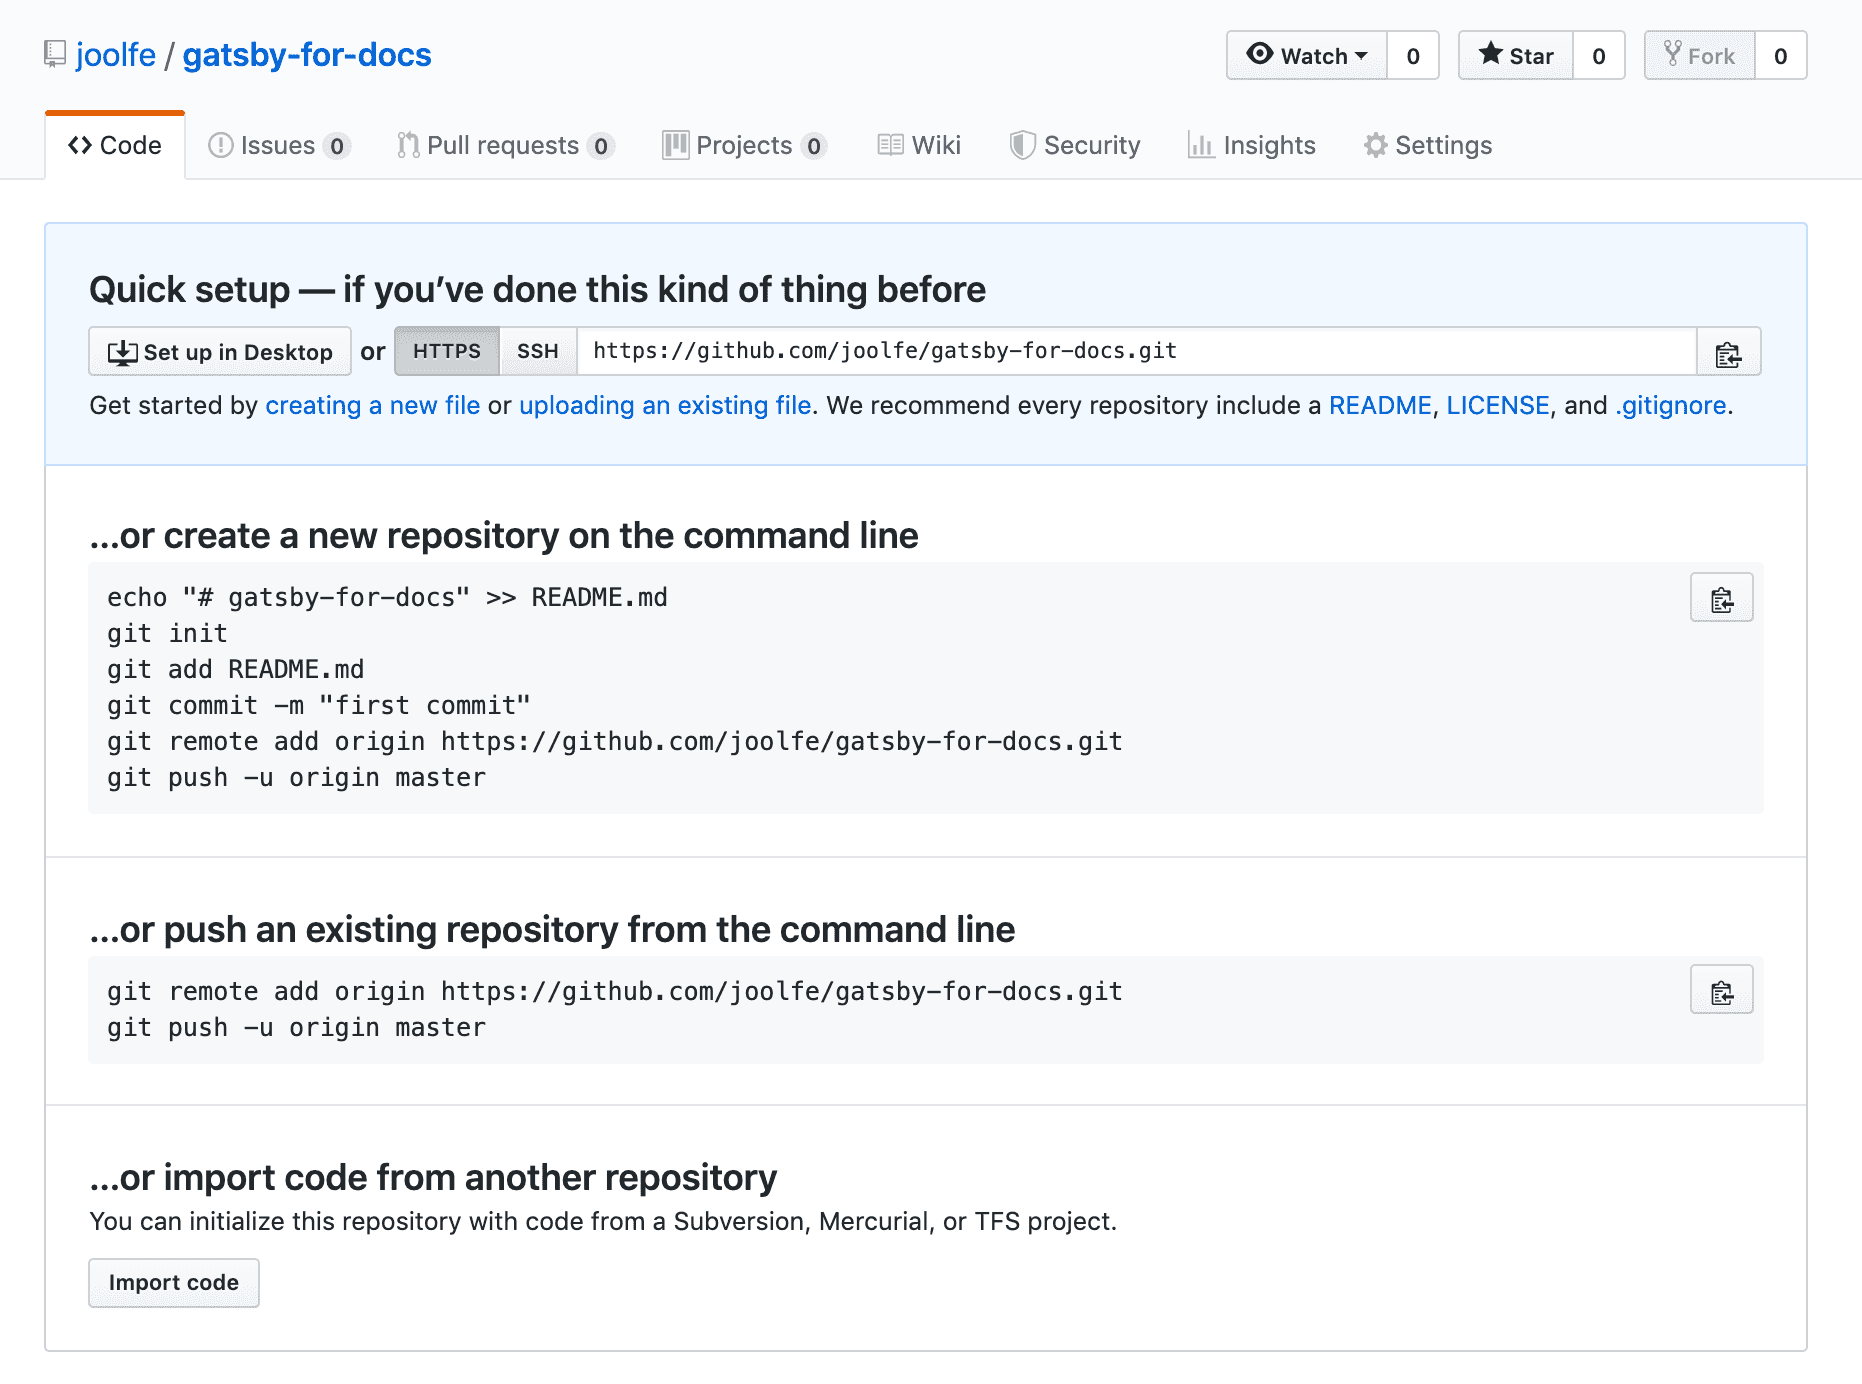 joolfe / gatsby-for-docs
Watch 0 Star 0 Fork 0
Code Issues 0 Pull requests 0 Projects 0 Wiki Security Insights Settings
Quick setup — if you’ve done this kind of thing before
Set up in Desktop or HTTPS SSH https://github.com/joolfe/gatsby-for-docs.git
Get started by creating a new file or uploading an existing file. We recommend every repository include a README, LICENSE, and .gitignore.
...or create a new repository on the command line
echo "# gatsby-for-docs" >> README.md
git init
git add README.md
git commit -m "first commit"
git remote add origin https://github.com/joolfe/gatsby-for-docs.git
git push -u origin master
...or push an existing repository from the command line
git remote add origin https://github.com/joolfe/gatsby-for-docs.git
git push -u origin master
...or import code from another repository
You can initialize this repository with code from a Subversion, Mercurial, or TFS project.
Import code